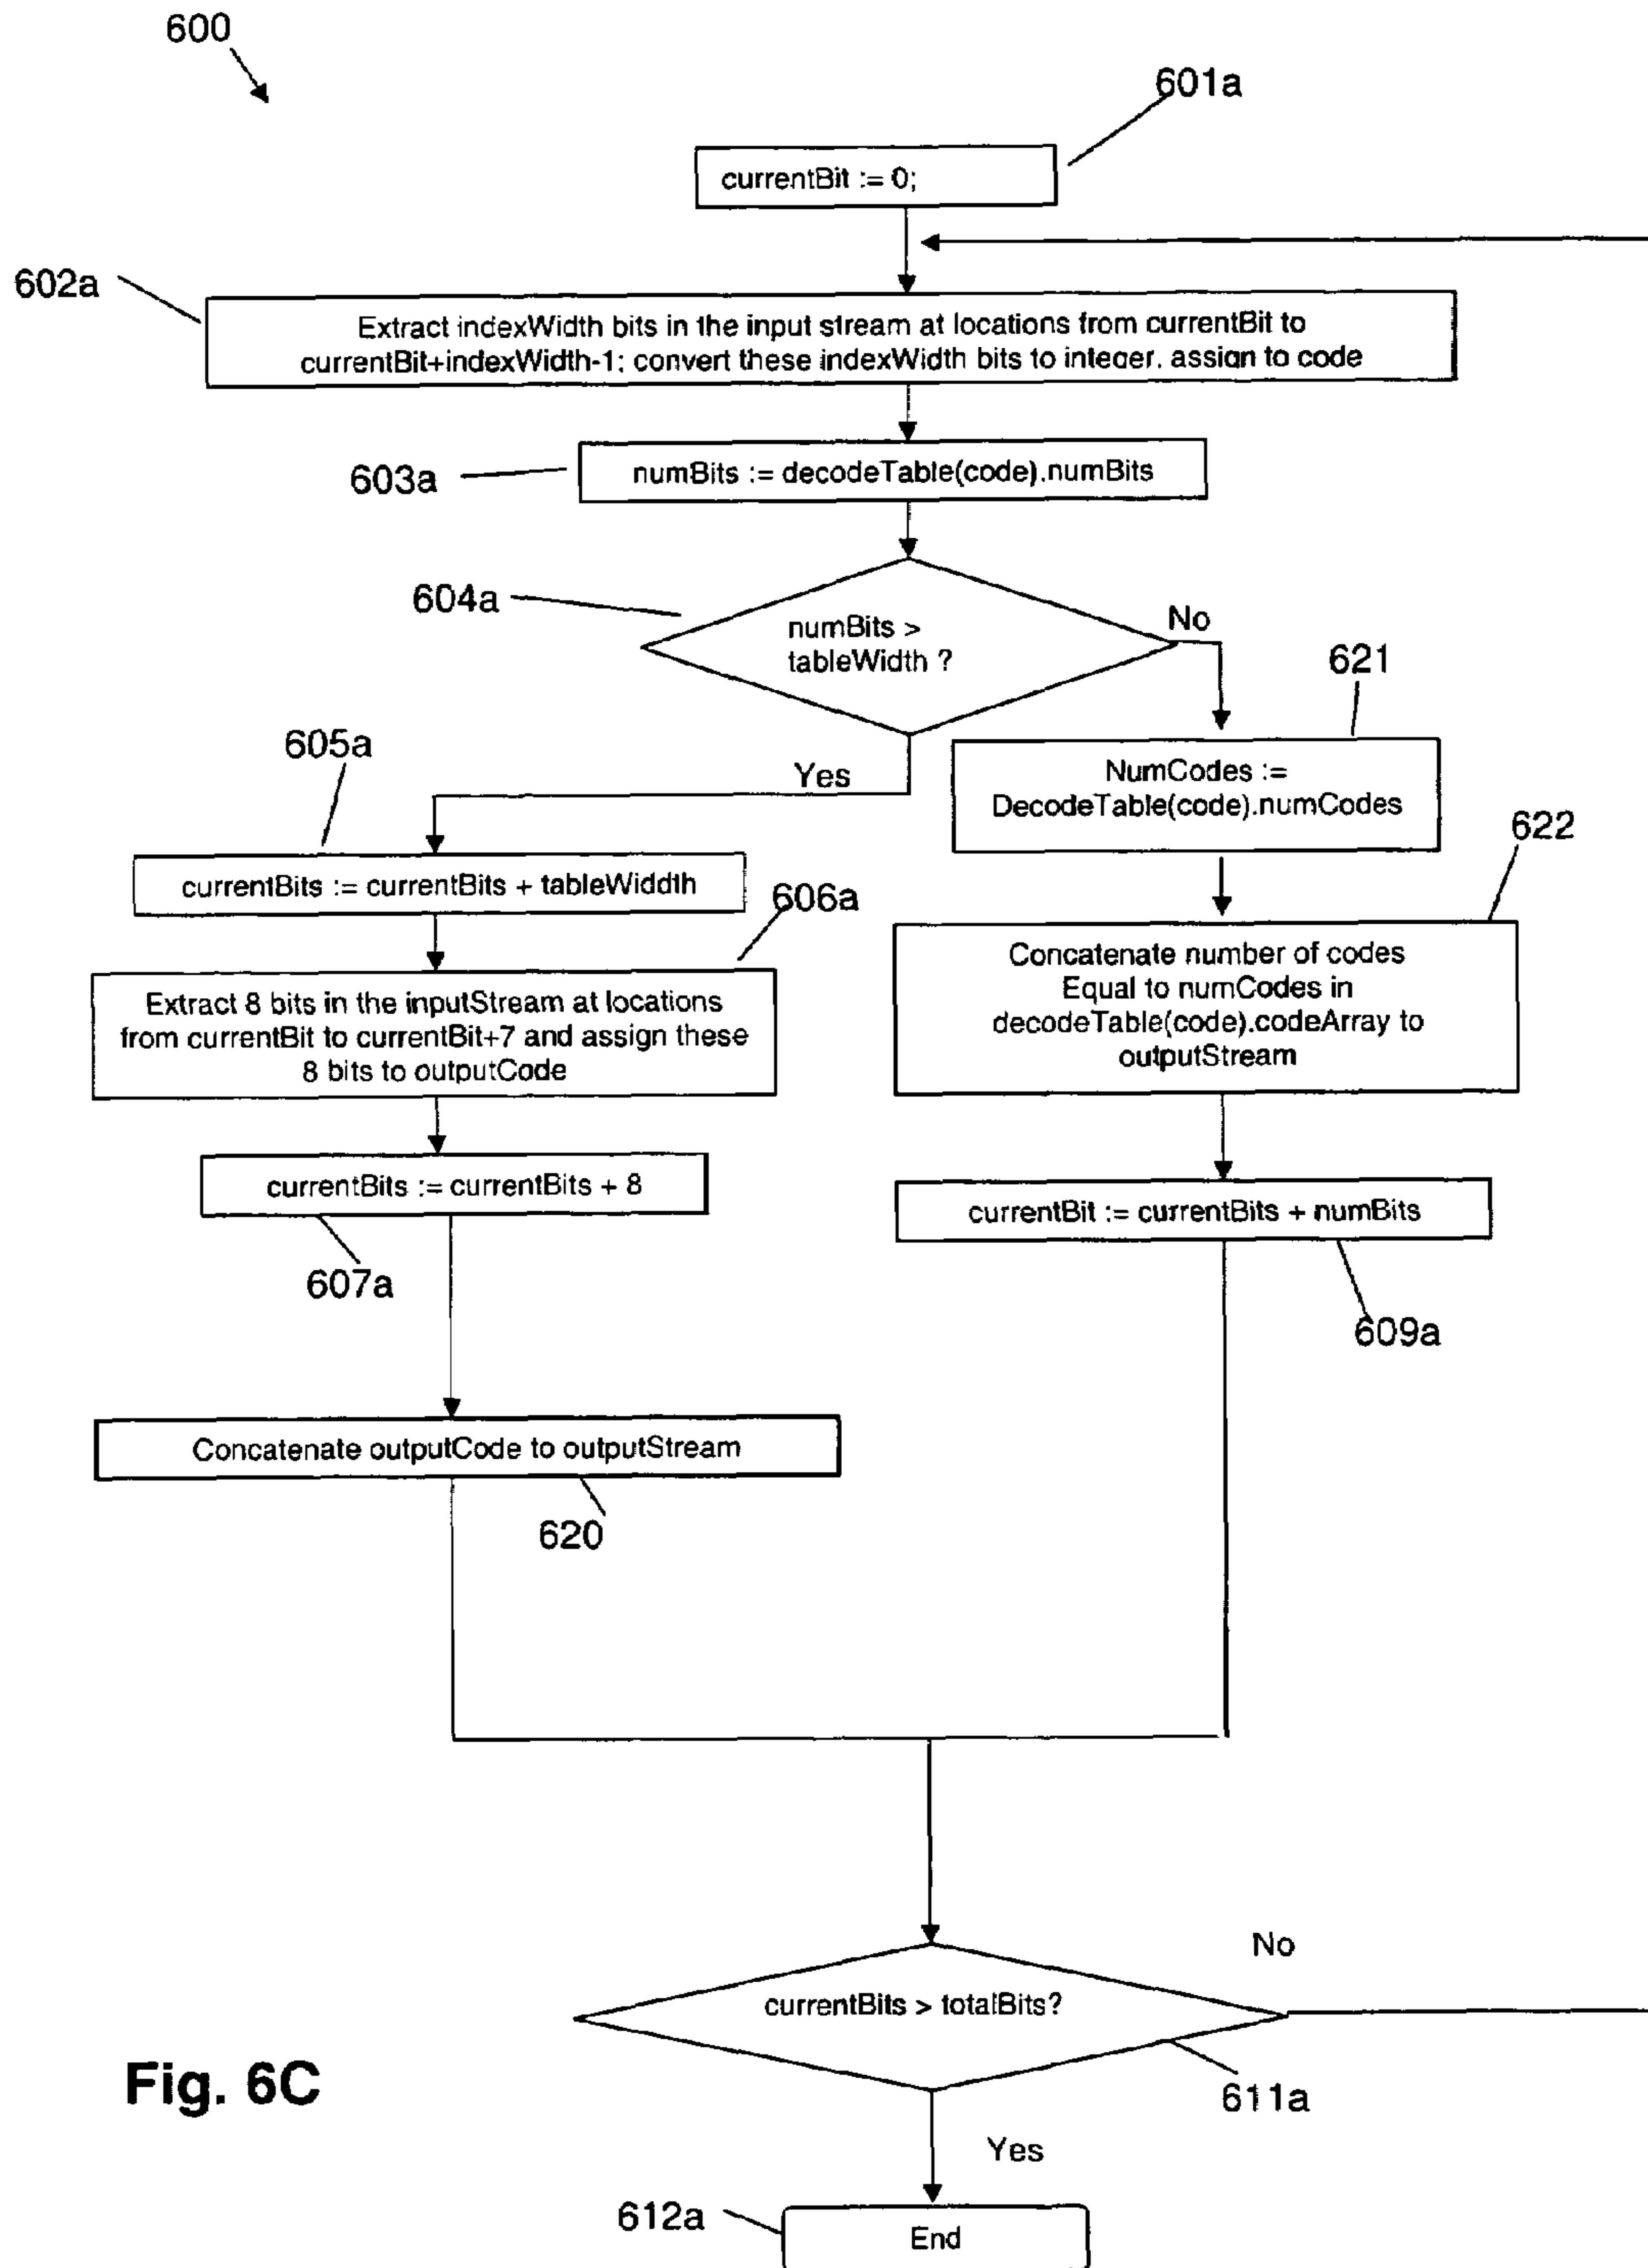 600
601a
currentBit := 0;
602a
Extract indexWidth bits in the input stream at locations from currentBit to
currentBit+indexWidth-1; convert these indexWidth bits to integer, assign to code
603a
numBits := decodeTable(code).numBits
604a
numBits >
tableWidth ?
No
621
Yes
605a
NumCodes :=
DecodeTable(code).numCodes
622
currentBits := currentBits + tableWiddth
606a
Extract 8 bits in the inputStream at locations
from currentBit to currentBit+7 and assign these
8 bits to outputCode
Concatenate number of codes
Equal to numCodes in
decodeTable(code).codeArray to
outputStream
currentBits := currentBits + 8
607a
currentBit := currentBits + numBits
609a
Concatenate outputCode to outputStream
620
currentBits > totalBits?
No
611a
Yes
612a
End
Fig. 6C